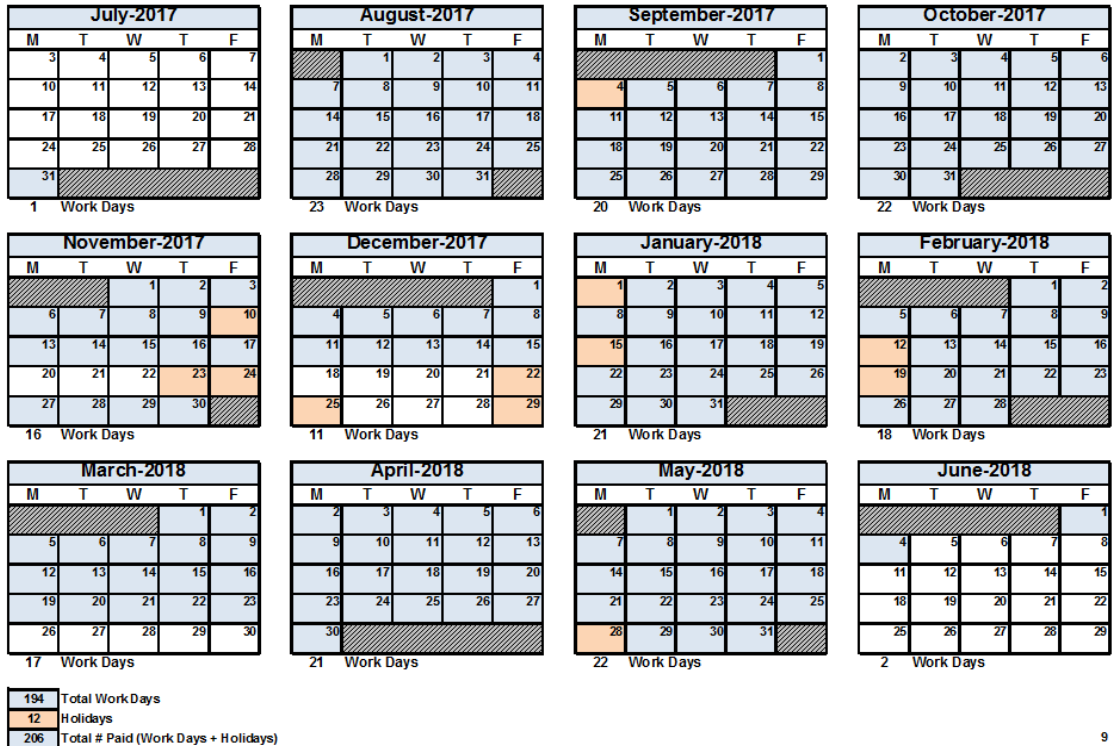 July-2017 August-2017 September-2017 October-2017
M T W T F M T W T F M T W T F M T W T F
3 4 5 6 7 1 2 3 4 1 2 3 4 5 6
10 11 12 13 14 7 8 9 10 11 4 5 6 7 8 9 10 11 12 13
17 18 19 20 21 14 15 16 17 18 11 12 13 14 15 16 17 18 19 20
24 25 26 27 28 21 22 23 24 25 18 19 20 21 22 23 24 25 26 27
31 28 29 30 31 25 26 27 28 29 30 31
1 Work Days 23 Work Days 20 Work Days 22 Work Days
November-2017 December-2017 January-2018 February-2018
M T W T F M T W T F M T W T F M T W T F
1 2 3 1 1 2 3 4 5 1 2
6 7 8 9 10 4 5 6 7 8 8 9 10 11 12 5 6 7 8 9
13 14 15 16 17 11 12 13 14 15 15 16 17 18 19 12 13 14 15 16
20 21 22 23 24 18 19 20 21 22 22 23 24 25 26 19 20 21 22 23
27 28 29 30 25 26 27 28 29 29 30 31 26 27 28
16 Work Days 11 Work Days 21 Work Days 18 Work Days
March-2018 April-2018 May-2018 June-2018
M T W T F M T W T F M T W T F M T W T F
1 2 2 3 4 5 6 1 2 3 4 1
5 6 7 8 9 9 10 11 12 13 7 8 9 10 11 4 5 6 7 8
12 13 14 15 16 16 17 18 19 20 14 15 16 17 18 11 12 13 14 15
19 20 21 22 23 23 24 25 26 27 21 22 23 24 25 18 19 20 21 22
26 27 28 29 30 30 28 29 30 31 25 26 27 28 29
17 Work Days 21 Work Days 22 Work Days 2 Work Days
194 Total Work Days
12 Holidays
206 Total # Paid (Work Days + Holidays) 9